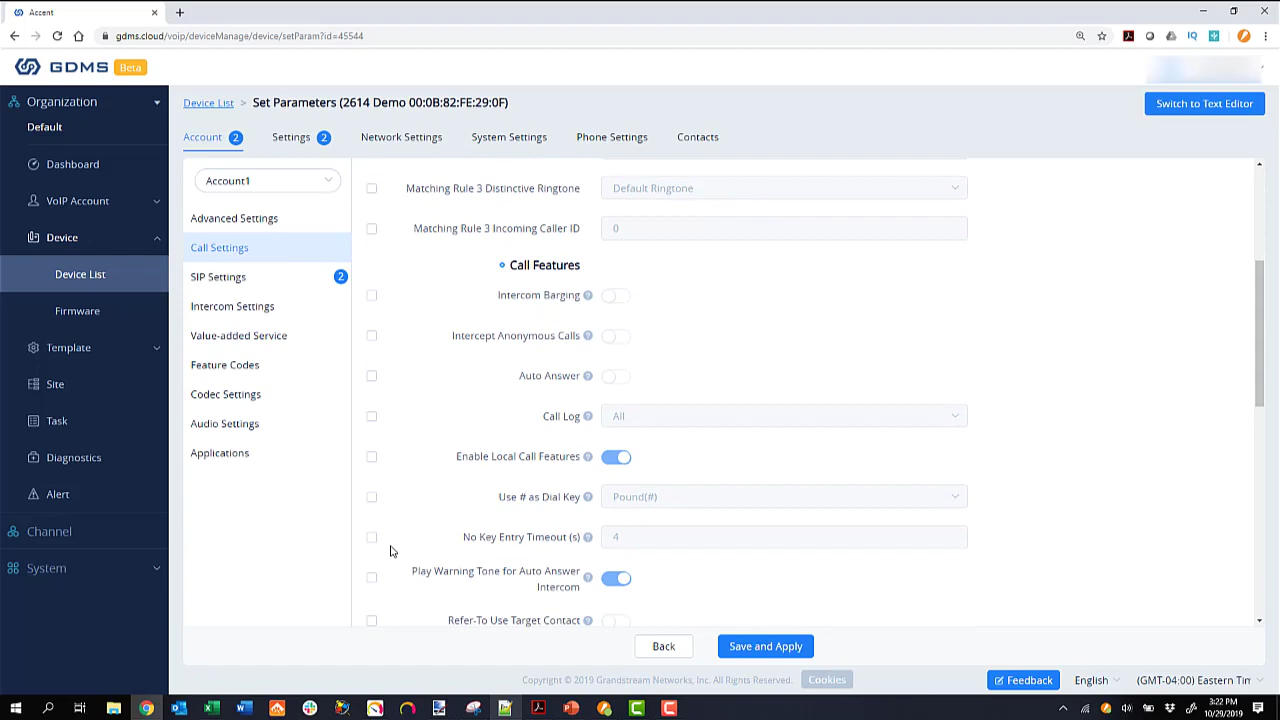 Accent
gdms.cloud/voip/deviceManage/device/setParam?id=45544
GDMS Beta
Organization
Default
Dashboard
VoIP Account
Device
Device List
Firmware
Template
Site
Task
Diagnostics
Alert
Channel
System
Device List > Set Parameters (2614 Demo 00:0B:82:FE:29:0F)
Switch to Text Editor
Account 2
Settings 2
Network Settings
System Settings
Phone Settings
Contacts
Account1
Advanced Settings
Call Settings
SIP Settings 2
Intercom Settings
Value-added Service
Feature Codes
Codec Settings
Audio Settings
Applications
Matching Rule 3 Distinctive Ringtone Default Ringtone
Matching Rule 3 Incoming Caller ID 0
Call Features
Intercom Barging
Intercept Anonymous Calls
Auto Answer
Call Log All
Enable Local Call Features
Use # as Dial Key Pound(#)
No Key Entry Timeout (s) 4
Play Warning Tone for Auto Answer
Intercom
Refer-To Use Target Contact
Back
Save and Apply
Copyright © 2019 Grandstream Networks, Inc. All Rights Reserved.
Cookies
Feedback
English
(GMT-04:00) Eastern Tim
3:22 PM
10/29/2019